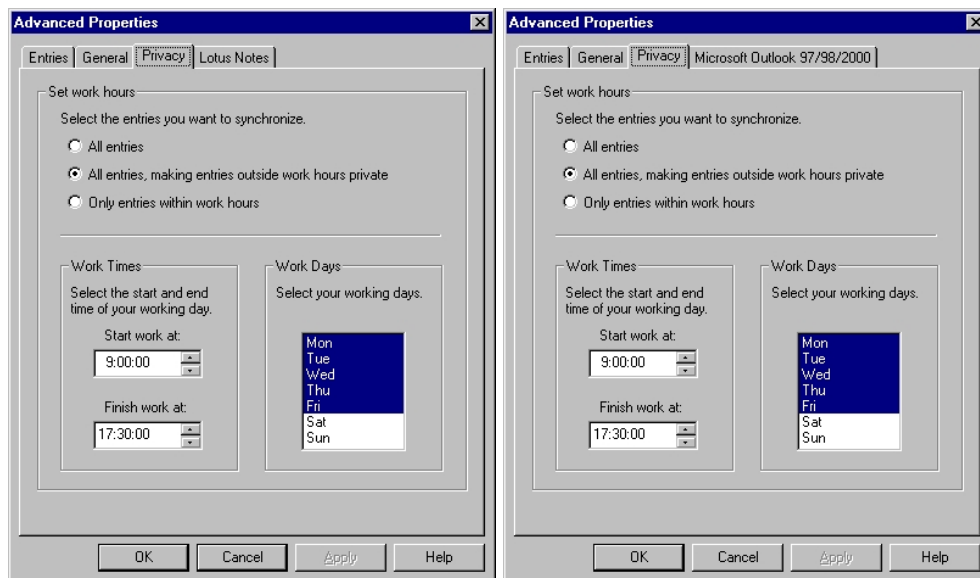 Advanced Properties
Entries General Privacy Lotus Notes
Set work hours
Select the entries you want to synchronize.
All entries
All entries, making entries outside work hours private
Only entries within work hours
Work Times
Select the start and end
time of your working day.
Start work at:
9:00:00
Finish work at:
17:30:00
Work Days
Select your working days.
Mon
Tue
Wed
Thu
Fri
Sat
Sun
OK Cancel Apply Help
Advanced Properties
Entries General Privacy Microsoft Outlook 97/98/2000
Set work hours
Select the entries you want to synchronize.
All entries
All entries, making entries outside work hours private
Only entries within work hours
Work Times
Select the start and end
time of your working day.
Start work at:
9:00:00
Finish work at:
17:30:00
Work Days
Select your working days.
Mon
Tue
Wed
Thu
Fri
Sat
Sun
OK Cancel Apply Help